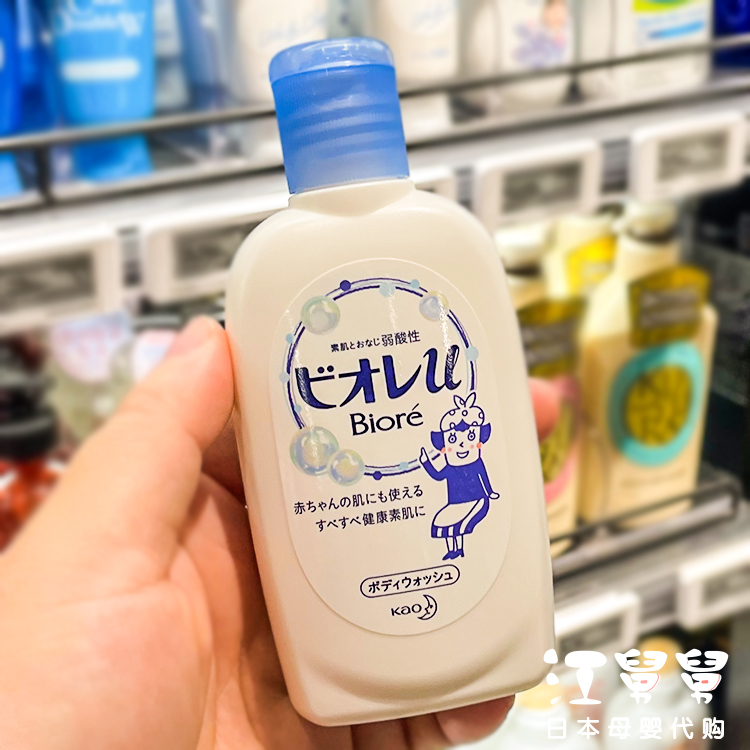 素肌とおなじ弱酸性
ビオレu
Bioré
赤ちゃんの肌にも使える
すべすべ健康素肌に
ボディウォッシュ
Kao
江舅舅
日本母婴代购